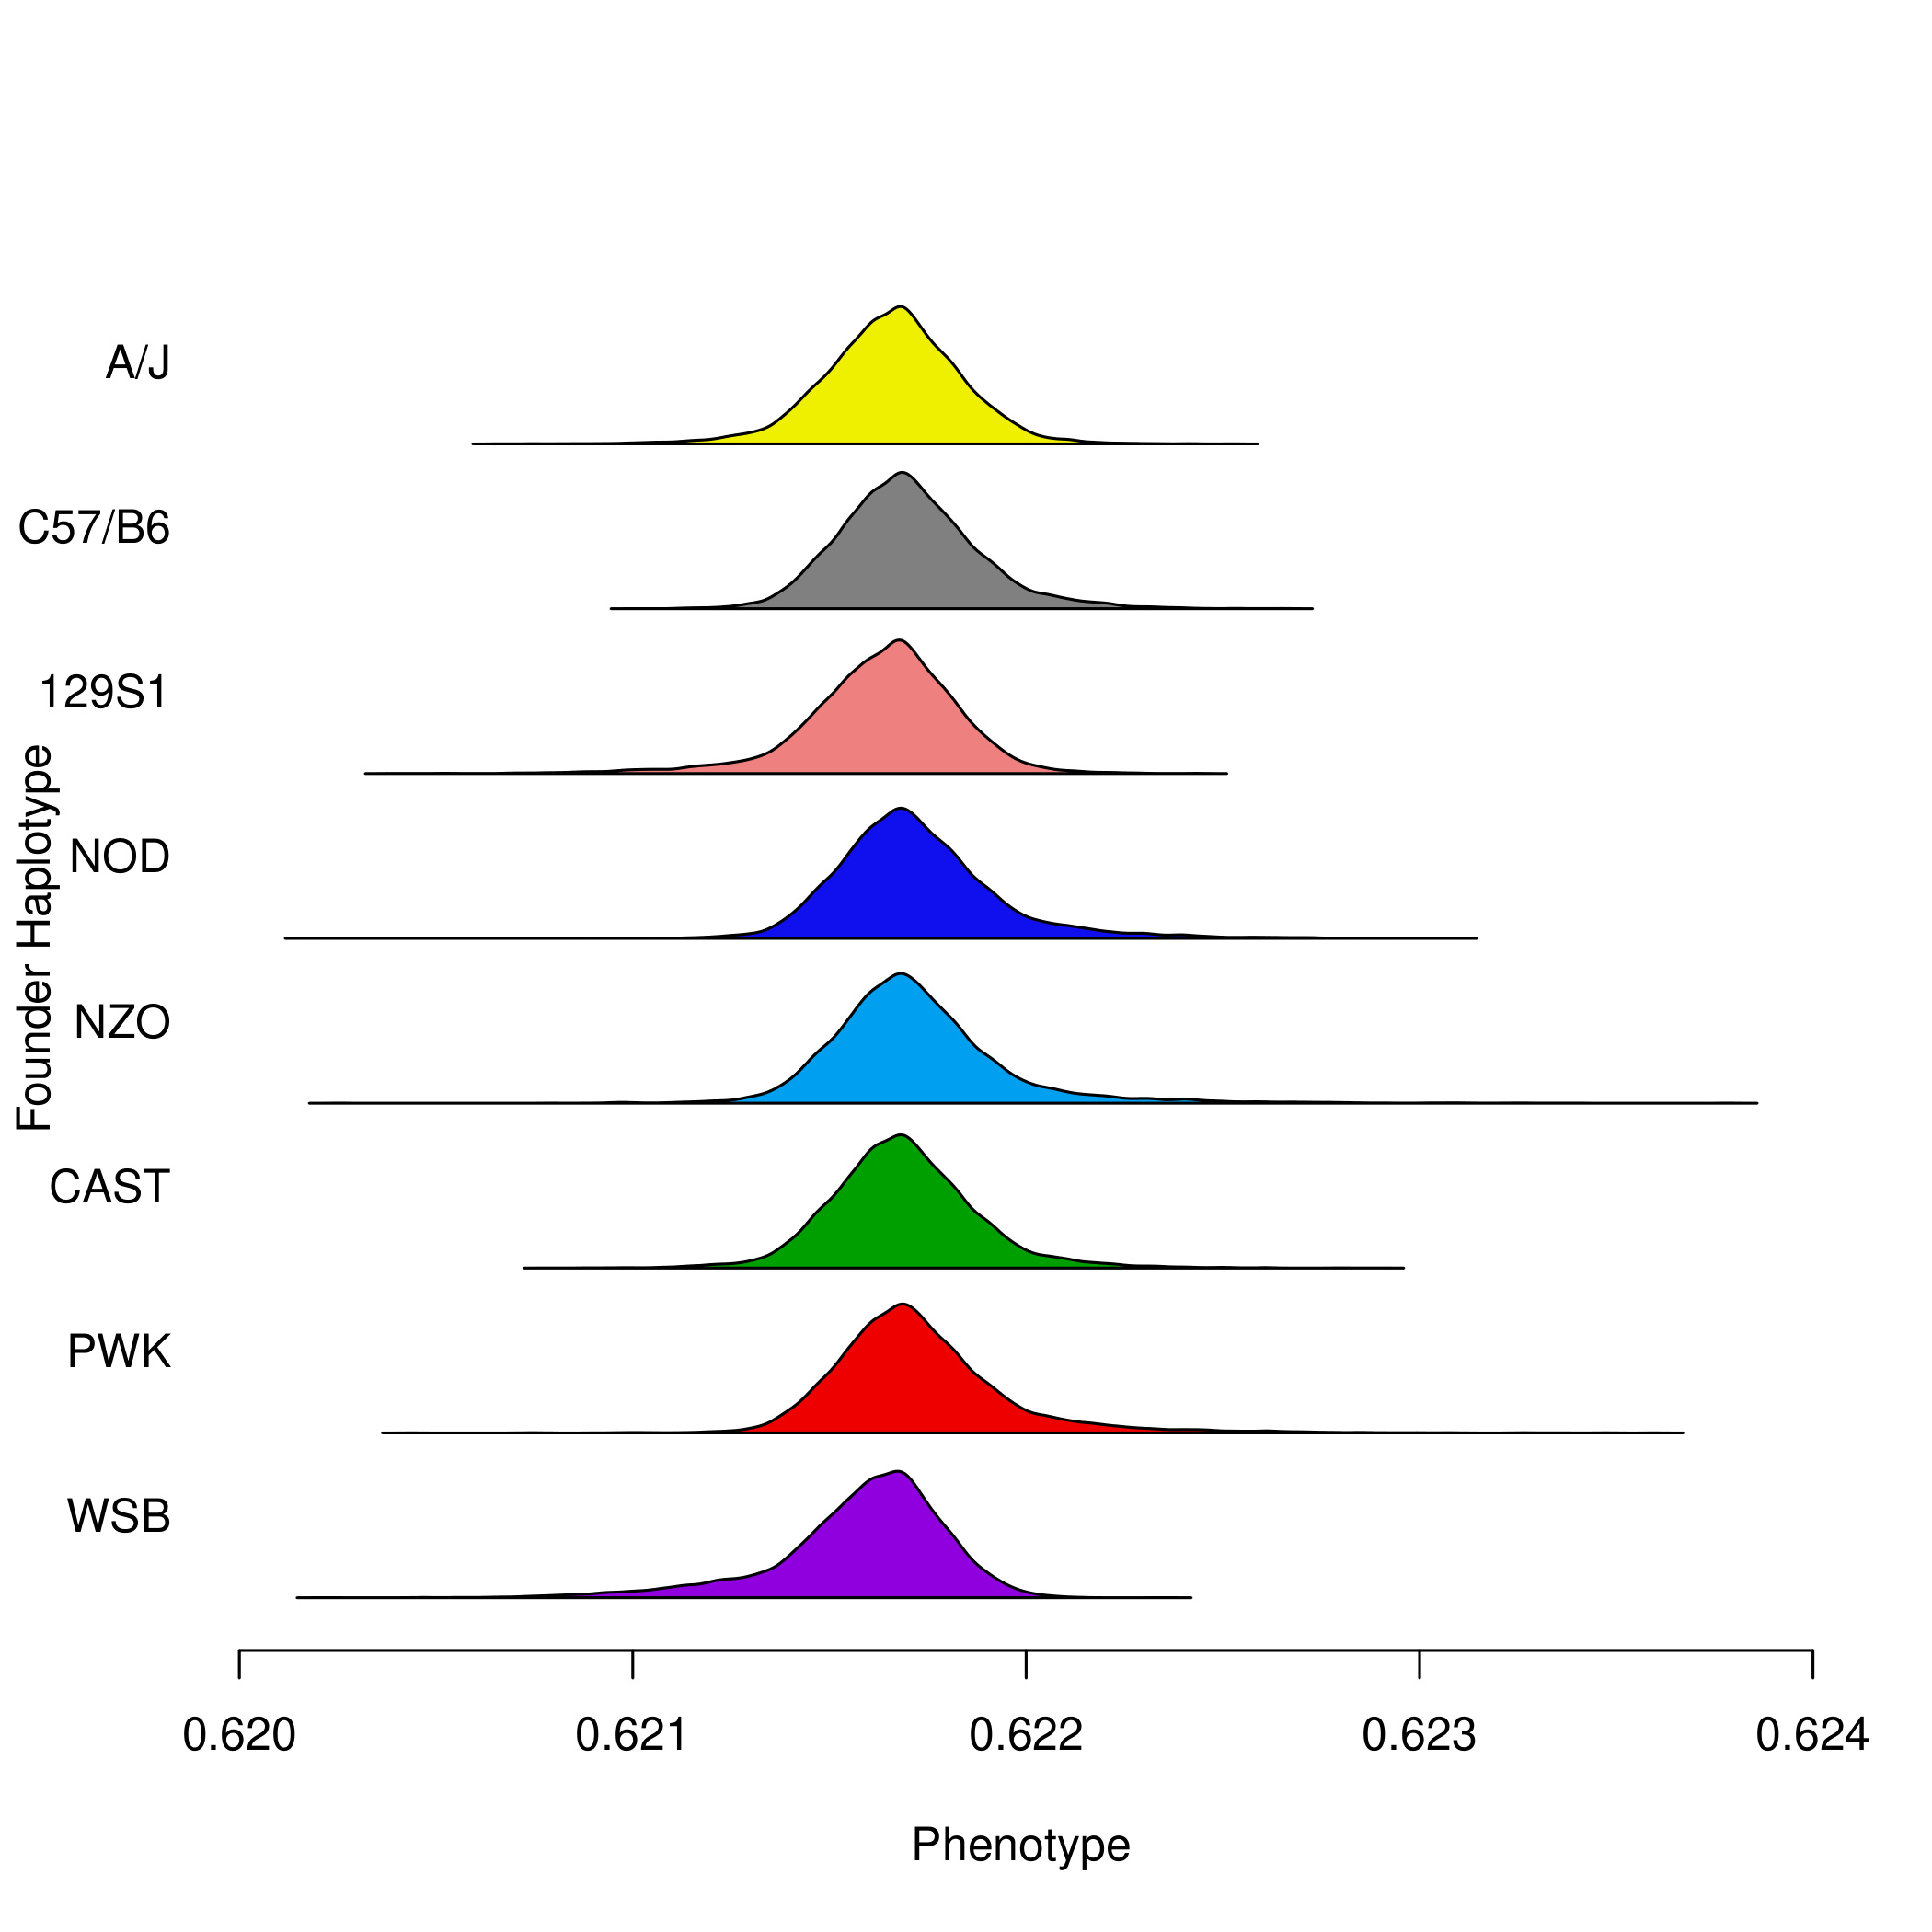 A/J
C57/B6
129S1
NOD
NZO
CAST
PWK
WSB
Founder Haplotype
0.620 0.621 0.622 0.623 0.624
Phenotype